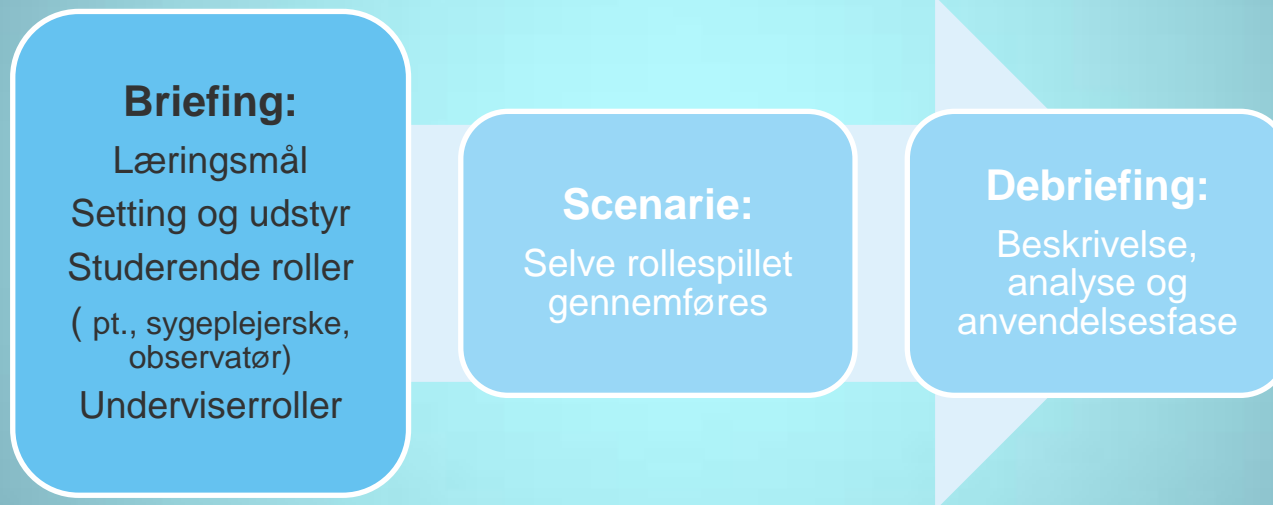 Briefing:
Læringsmål
Setting og udstyr
Studerende roller
( pt., sygeplejerske,
observatør)
Underviserroller
Scenarie:
Selve rollespillet
gennemføres
Debriefing:
Beskrivelse,
analyse og
anvendelsesfase